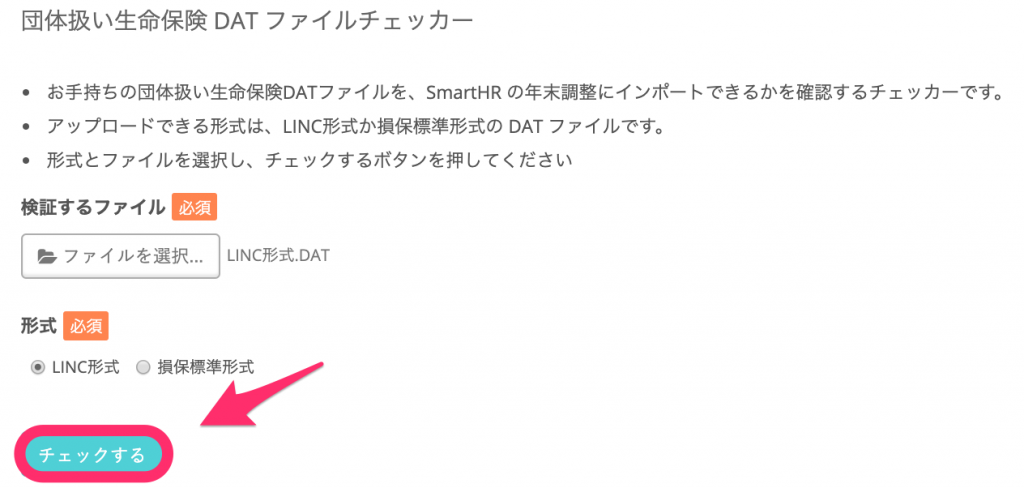 団体扱い生命保険 DAT ファイルチェッカー
• お手持ちの団体扱い生命保険DATファイルを、SmartHR の年末調整にインポートできるかを確認するチェッカーです。
• アップロードできる形式は、LINC形式か損保標準形式の DAT ファイルです。
• 形式とファイルを選択し、チェックするボタンを押してください
検証するファイル 必須
ファイルを選択... LINC形式.DAT
形式 必須
LINC形式 損保標準形式
チェックする